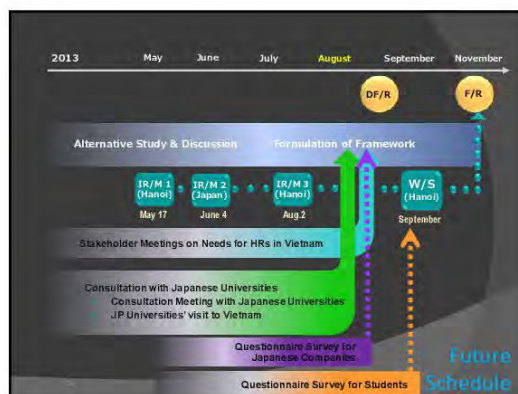 2013 May June July August September November
DF/R
F/R
Alternative Study & Discussion
Formulation of Framework
IR/M 1
(Hanoi)
IR/M 2
(Japan)
IR/M 3
(Hanoi)
W/S
(Hanoi)
May 17
June 4
Aug.2
September
Stakeholder Meetings on Needs for HRs in Vietnam
Consultation with Japanese Universities
Consultation Meeting with Japanese Universities
JP Universities' visit to Vietnam
Questionnaire Survey for
Japanese Companies
Questionnaire Survey for Students
Future
Schedule